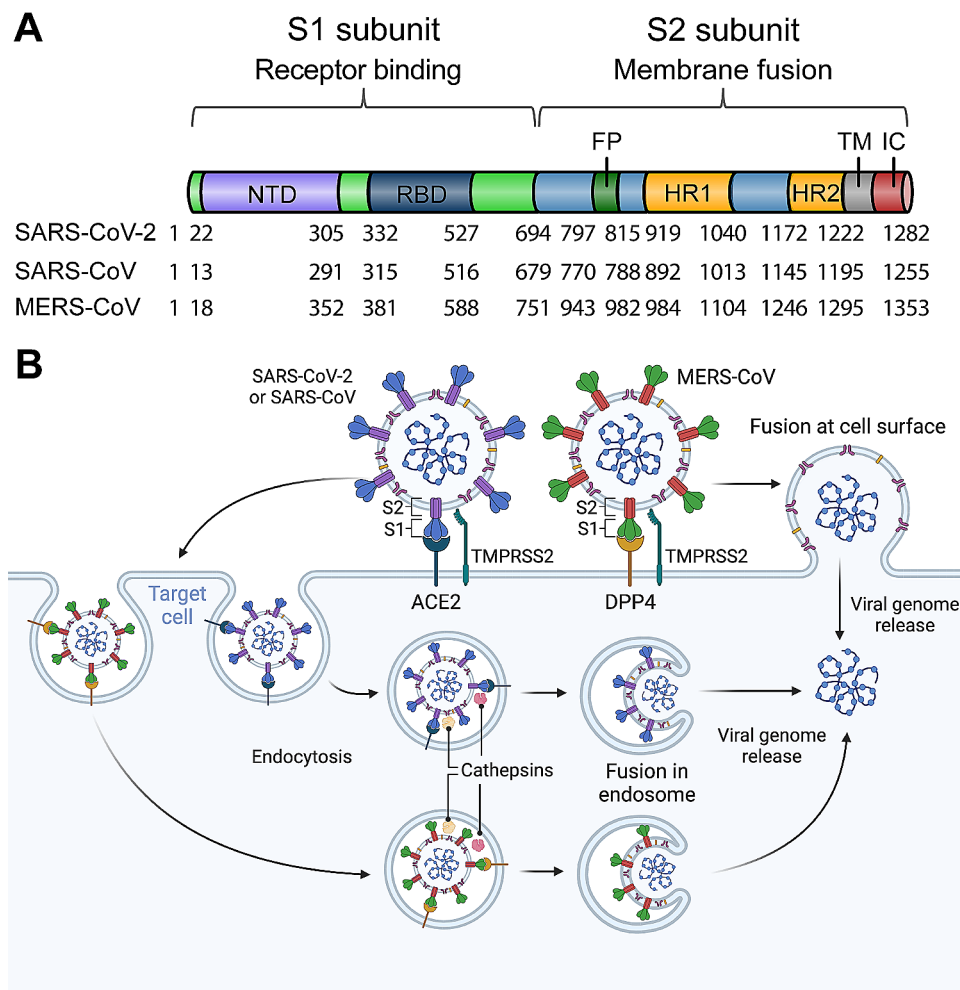 A
S1 subunit
Receptor binding
S2 subunit
Membrane fusion
FP
TM IC
NTD
RBD
HR1
HR2
SARS-CoV-2 1 22 305 332 527 694 797 815 919 1040 1172 1222 1282
SARS-CoV 1 13 291 315 516 679 770 788 892 1013 1145 1195 1255
MERS-CoV 1 18 352 381 588 751 943 982 984 1104 1246 1295 1353
B
SARS-CoV-2
or SARS-CoV
MERS-CoV
Fusion at cell surface
S2
S1
TMPRSS2
ACE2
S2
S1
TMPRSS2
DPP4
Target
cell
Viral genome
release
Endocytosis
Cathepsins
Fusion in
endosome
Viral genome
release